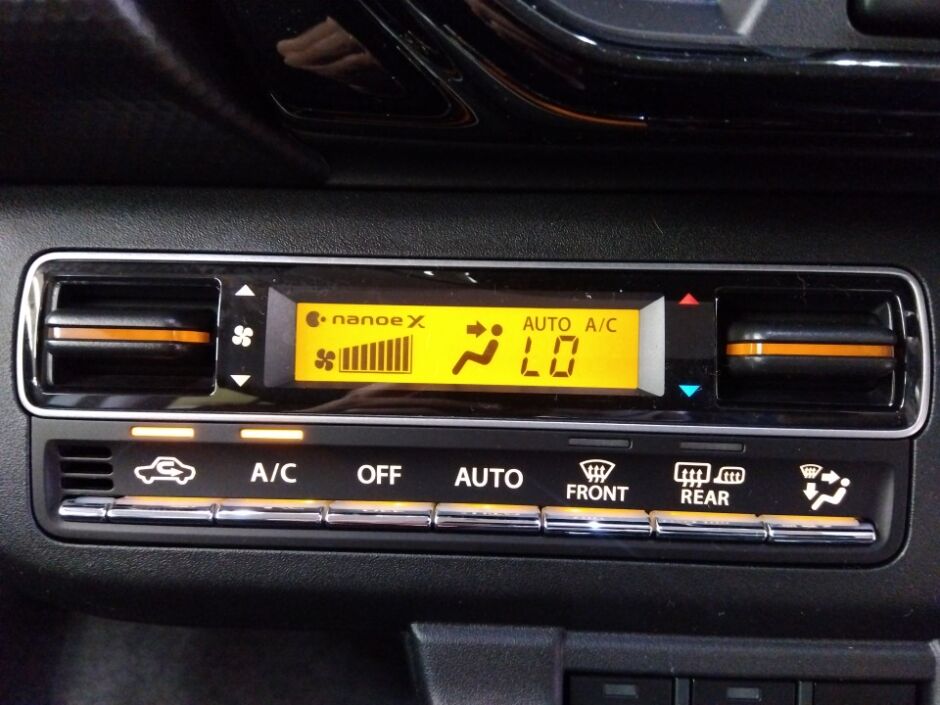 nanoe X
AUTO A/C
LO
A/C OFF AUTO FRONT REAR